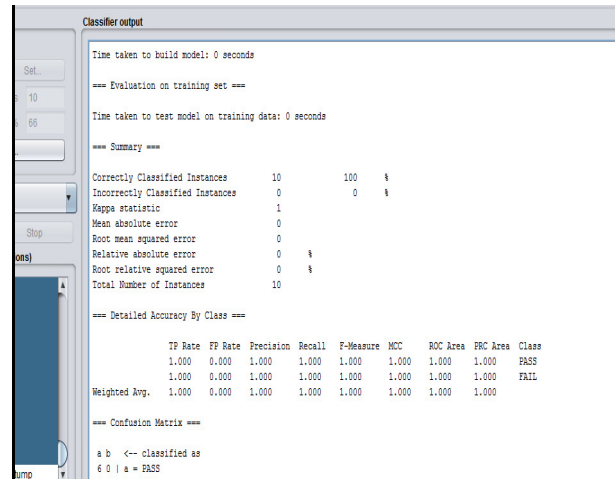 Classifier output
Time taken to build model: 0 seconds
Set...
=== Evaluation on training set ===
10
Time taken to test model on training data: 0 seconds
% 66
=== Summary ===
...
Correctly Classified Instances 10 100 %
Incorrectly Classified Instances 0 0 %
Kappa statistic 1
Mean absolute error 0
Stop
Root mean squared error 0
ons)
Relative absolute error 0 %
Root relative squared error 0 %
Total Number of Instances 10
=== Detailed Accuracy By Class ===
TP Rate FP Rate Precision Recall F-Measure MCC ROC Area PRC Area Class
1.000 0.000 1.000 1.000 1.000 1.000 1.000 1.000 PASS
1.000 0.000 1.000 1.000 1.000 1.000 1.000 1.000 FAIL
Weighted Avg. 1.000 0.000 1.000 1.000 1.000 1.000 1.000 1.000
=== Confusion Matrix ===
a b <-- classified as
6 0 | a = PASS
tump